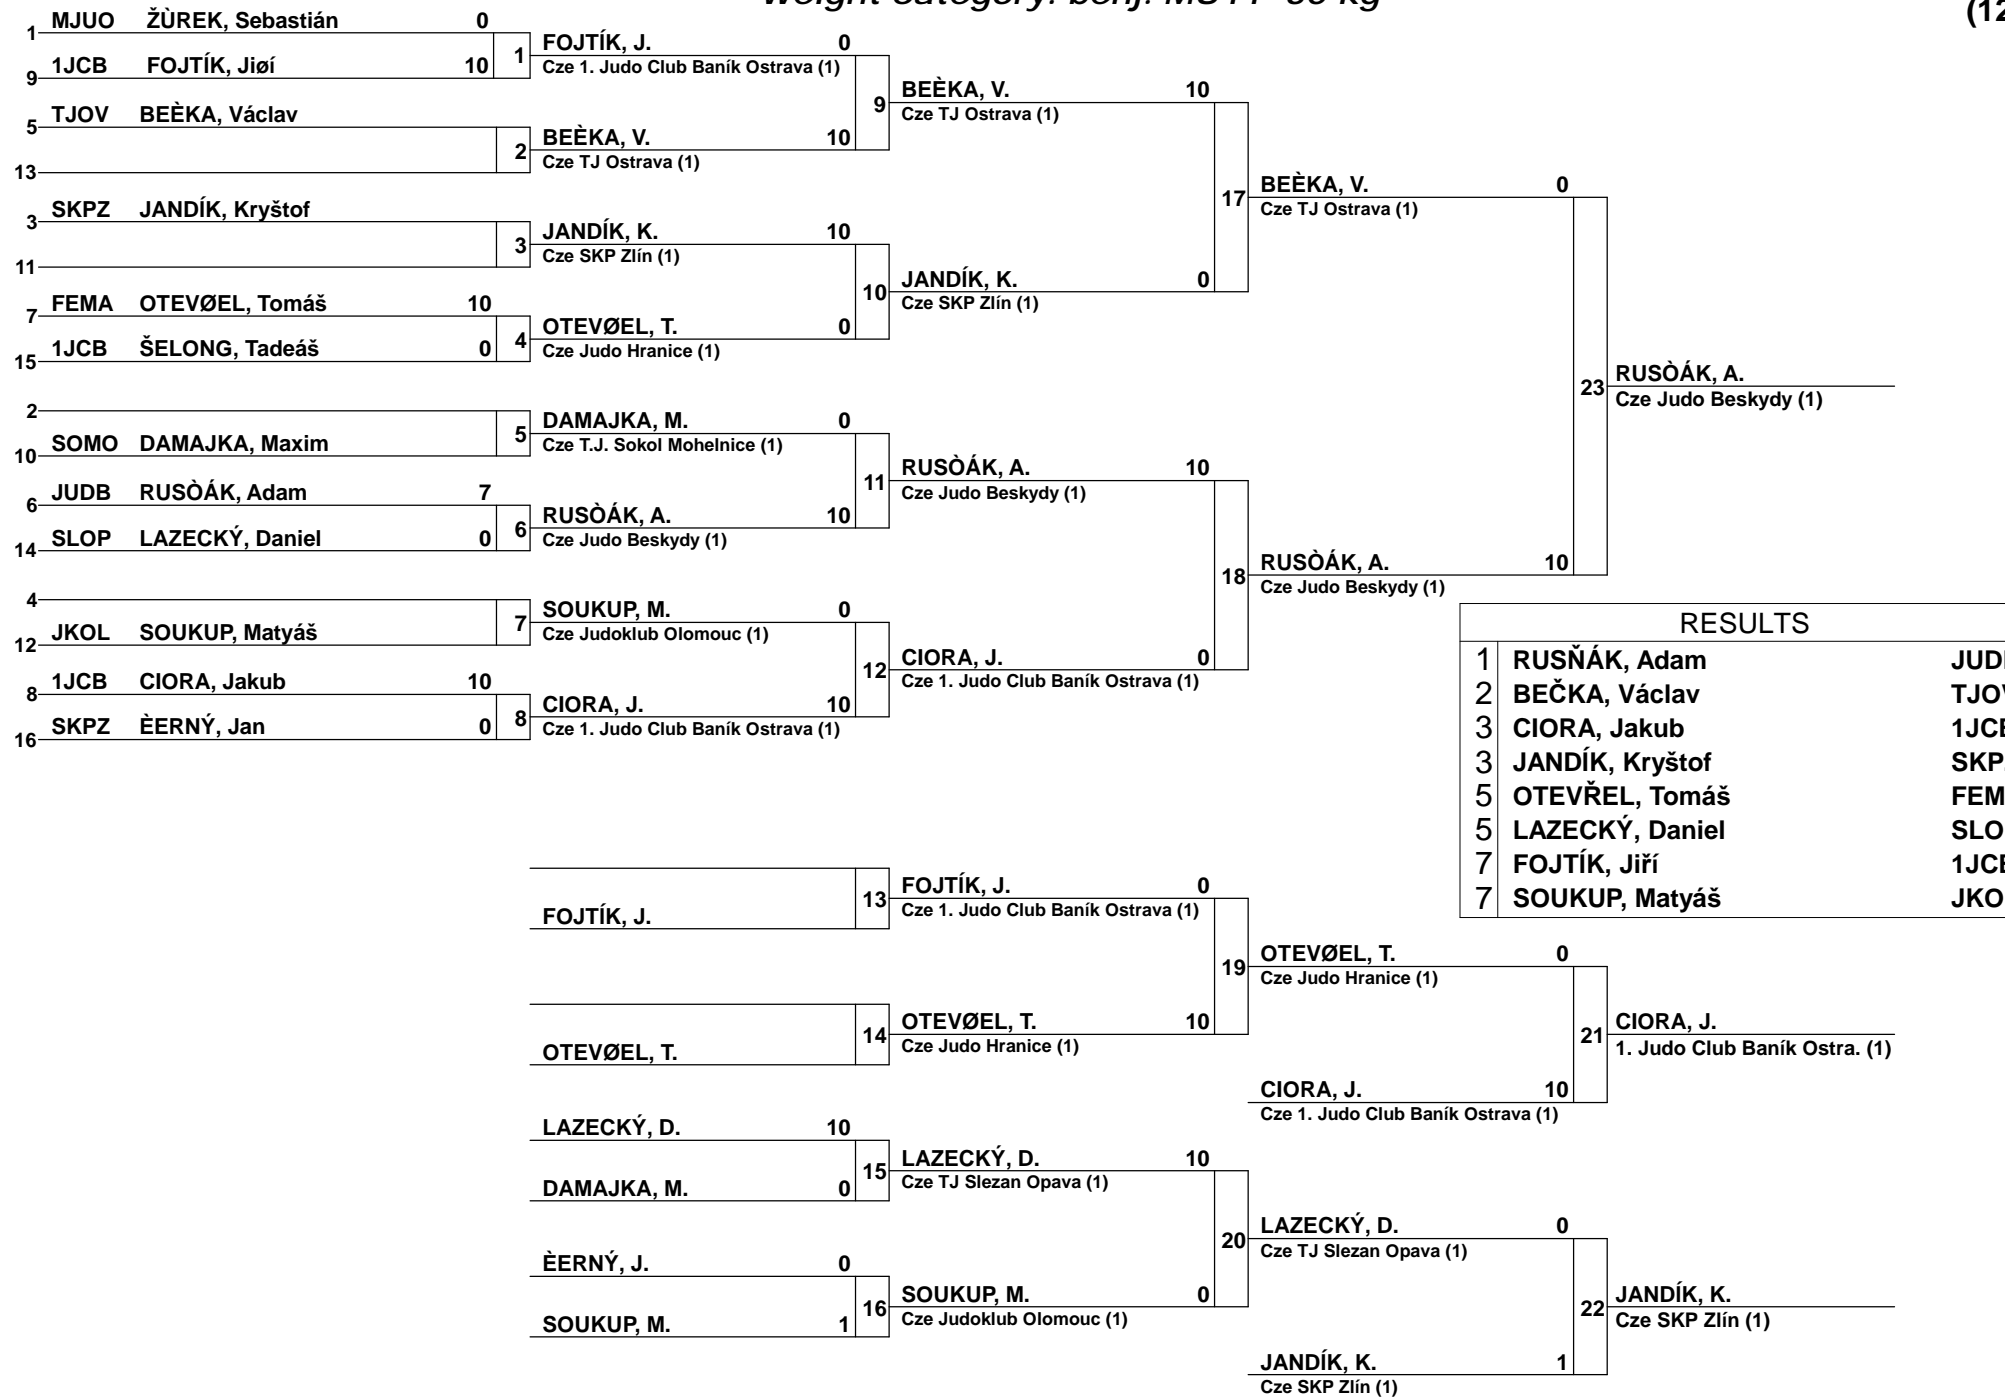 (12
1 MJUO ŽÙREK, Sebastián 0
9 1JCB FOJTÍK, Jiøí 10
1
5 TJOV BEÈKA, Václav
13
2
3 SKPZ JANDÍK, Kryštof
11
3
7 FEMA OTEVØEL, Tomáš 10
15 1JCB ŠELONG, Tadeáš 0
4
2
10 SOMO DAMAJKA, Maxim
5
6 JUDB RUSÒÁK, Adam 7
14 SLOP LAZECKÝ, Daniel 0
6
4
12 JKOL SOUKUP, Matyáš
7
8 1JCB CIORA, Jakub 10
16 SKPZ ÈERNÝ, Jan 0
8
FOJTÍK, J. 0
Cze 1. Judo Club Baník Ostrava (1)
9
BEÈKA, V. 10
Cze TJ Ostrava (1)
JANDÍK, K. 10
Cze SKP Zlín (1)
10
OTEVØEL, T. 0
Cze Judo Hranice (1)
DAMAJKA, M. 0
Cze T.J. Sokol Mohelnice (1)
11
RUSÒÁK, A. 10
Cze Judo Beskydy (1)
SOUKUP, M. 0
Cze Judoklub Olomouc (1)
12
CIORA, J. 10
Cze 1. Judo Club Baník Ostrava (1)
BEÈKA, V. 10
Cze TJ Ostrava (1)
17
JANDÍK, K. 0
Cze SKP Zlín (1)
RUSÒÁK, A. 10
Cze Judo Beskydy (1)
18
CIORA, J. 0
Cze 1. Judo Club Baník Ostrava (1)
BEÈKA, V. 0
Cze TJ Ostrava (1)
23
RUSÒÁK, A. 10
Cze Judo Beskydy (1)
RUSÒÁK, A.
Cze Judo Beskydy (1)
RESULTS
1 RUSŇÁK, Adam
2 BEČKA, Václav
3 CIORA, Jakub
3 JANDÍK, Kryštof
5 OTEVŘEL, Tomáš
5 LAZECKÝ, Daniel
7 FOJTÍK, Jiří
7 SOUKUP, Matyáš
13
FOJTÍK, J.
14
OTEVØEL, T.
LAZECKÝ, D. 10
15
DAMAJKA, M. 0
ÈERNÝ, J. 0
16
SOUKUP, M. 1
FOJTÍK, J. 0
Cze 1. Judo Club Baník Ostrava (1)
19
OTEVØEL, T. 10
Cze Judo Hranice (1)
LAZECKÝ, D. 10
Cze TJ Slezan Opava (1)
20
SOUKUP, M. 0
Cze Judoklub Olomouc (1)
OTEVØEL, T. 0
Cze Judo Hranice (1)
21
CIORA, J. 10
Cze 1. Judo Club Baník Ostrava (1)
LAZECKÝ, D. 0
Cze TJ Slezan Opava (1)
22
JANDÍK, K. 1
Cze SKP Zlín (1)
CIORA, J.
1. Judo Club Baník Ostra. (1)
JANDÍK, K.
Cze SKP Zlín (1)